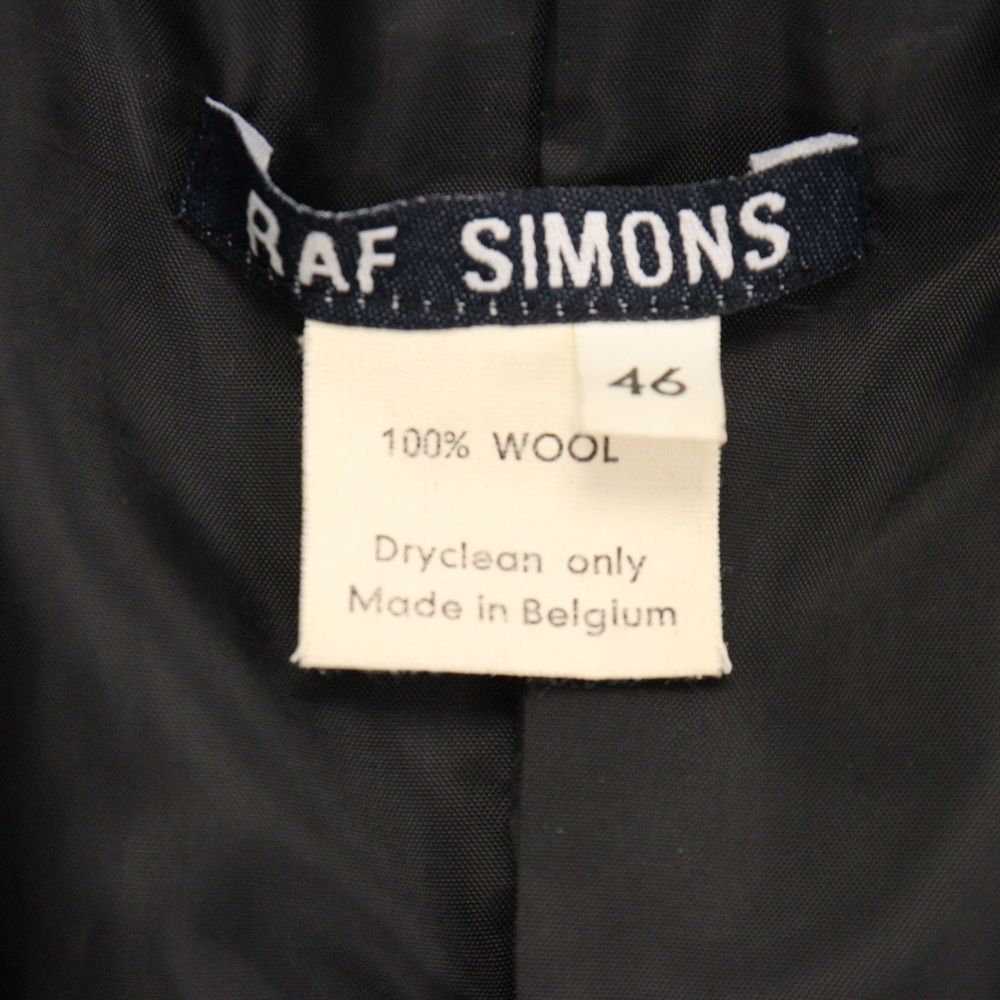 RAF SIMONS
46
100% WOOL
Dryclean only
Made in Belgium